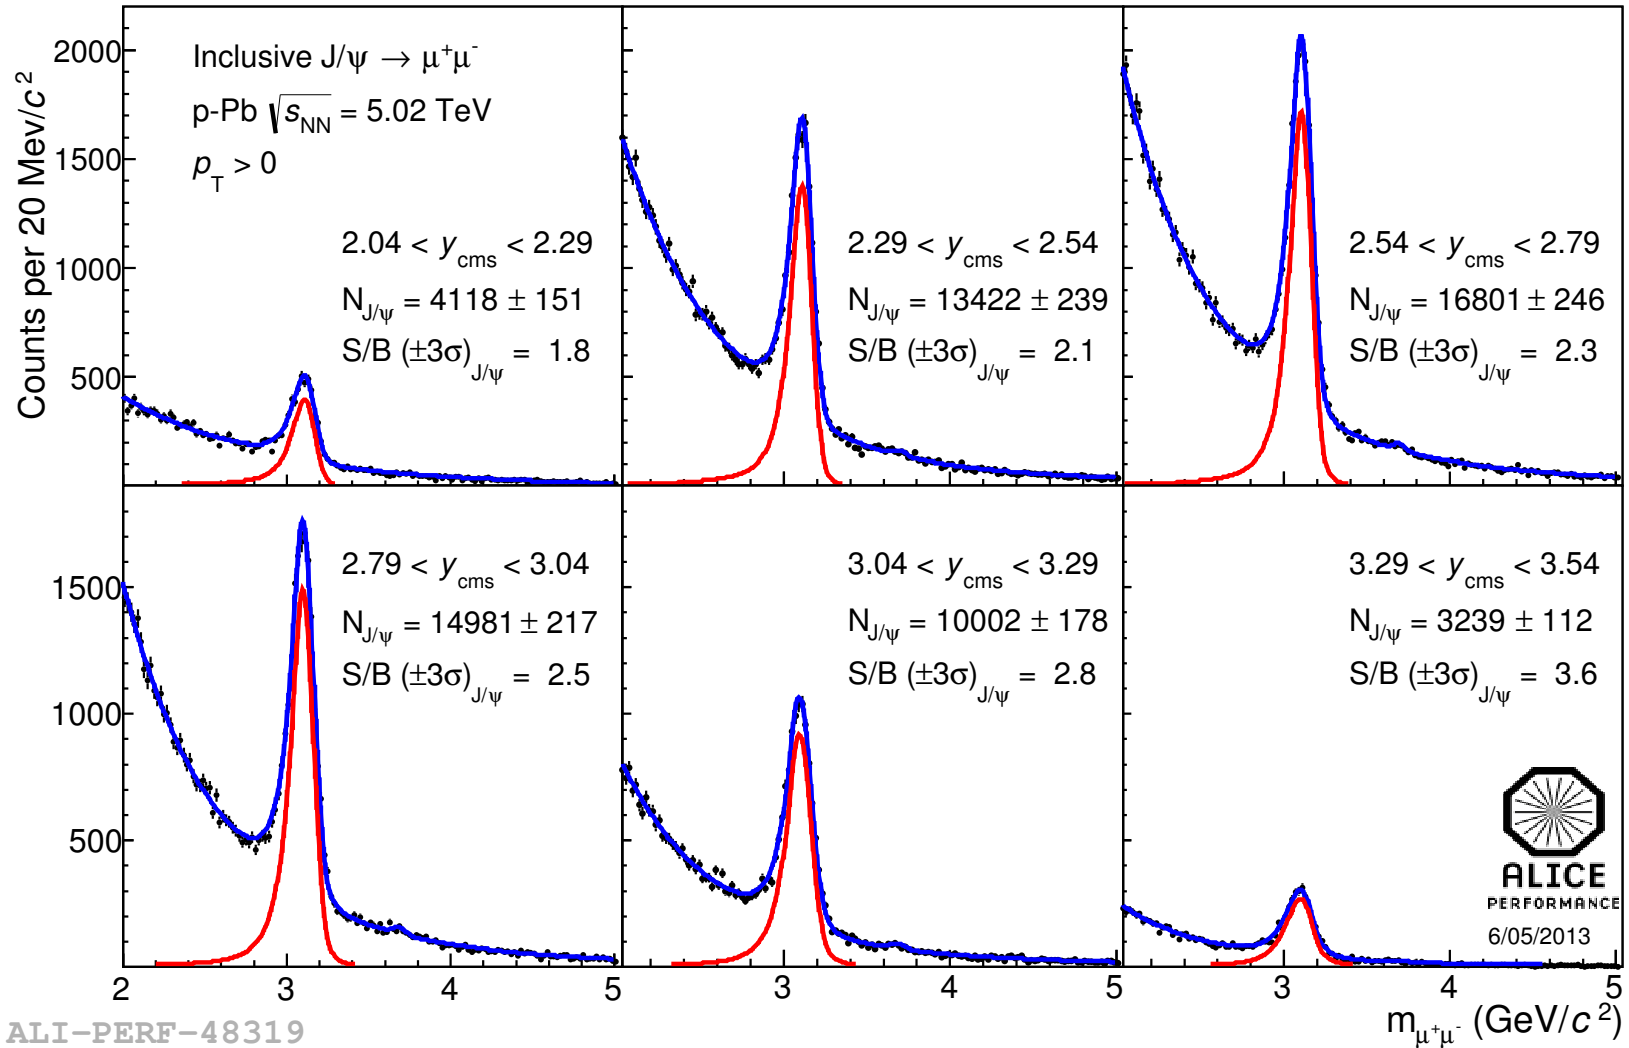 Counts per 20 Mev/c²
2000
1500
1000
500
Inclusive J/ψ → μ⁺μ⁻
p-Pb √s_NN = 5.02 TeV
p_T > 0
2.04 < y_cms < 2.29
N_J/ψ = 4118 ± 151
S/B (±3σ)_J/ψ = 1.8
2.29 < y_cms < 2.54
N_J/ψ = 13422 ± 239
S/B (±3σ)_J/ψ = 2.1
2.54 < y_cms < 2.79
N_J/ψ = 16801 ± 246
S/B (±3σ)_J/ψ = 2.3
1500
1000
500
2.79 < y_cms < 3.04
N_J/ψ = 14981 ± 217
S/B (±3σ)_J/ψ = 2.5
3.04 < y_cms < 3.29
N_J/ψ = 10002 ± 178
S/B (±3σ)_J/ψ = 2.8
3.29 < y_cms < 3.54
N_J/ψ = 3239 ± 112
S/B (±3σ)_J/ψ = 3.6
ALICE
PERFORMANCE
6/05/2013
2 3 4 5 3 4 5 3 4 5
m_μ⁺μ⁻ (GeV/c²)
ALI-PERF-48319